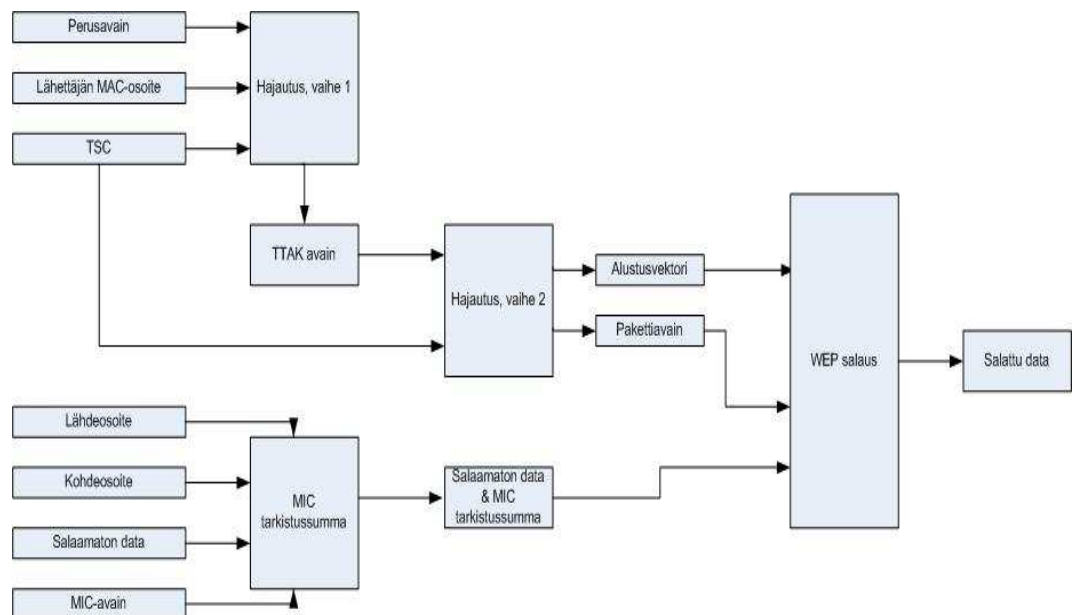 Perusavain
Lähettäjän MAC-osoite
TSC
Hajautus, vaihe 1
TTAK avain
Hajautus, vaihe 2
Alustusvektori
Pakettiavain
WEP salaus
Salattu data
Lähdeosoite
Kohdeosoite
Salaamaton data
MIC-avain
MIC
tarkistussumma
Salaamaton data
& MIC
tarkistussumma